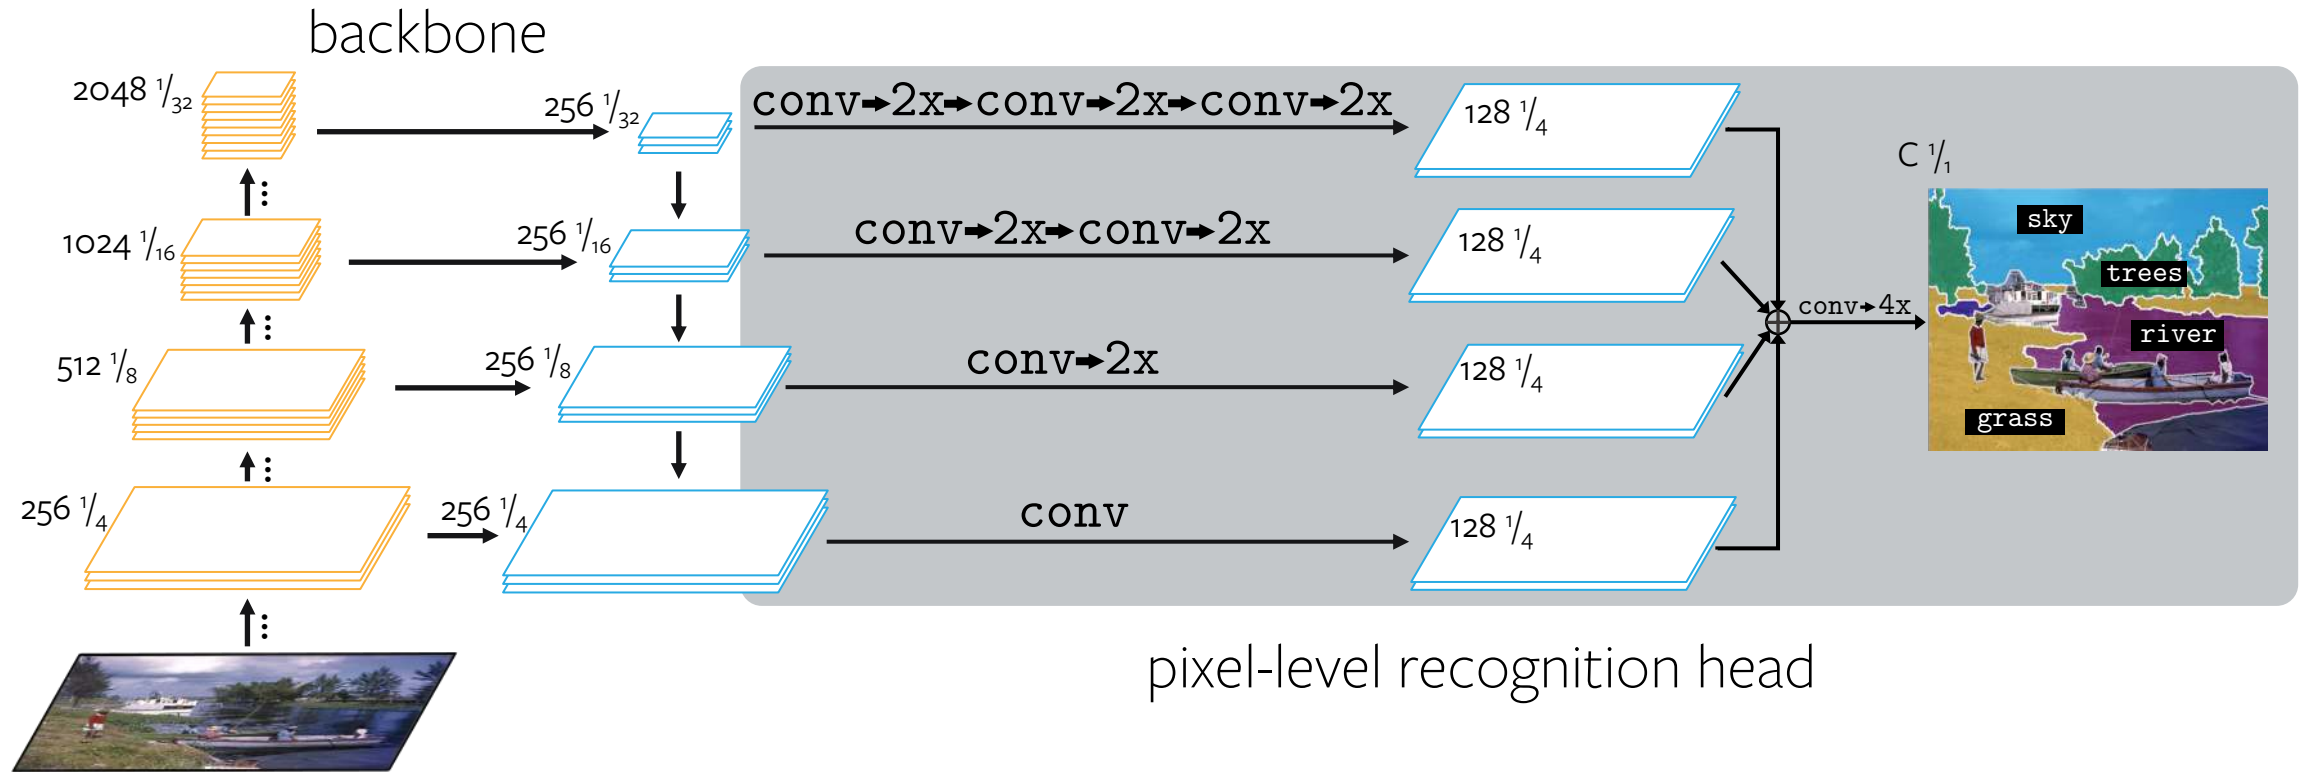 backbone
2048 1/32
256 1/32
conv→2x→conv→2x→conv→2x
128 1/4
C 1/1
1024 1/16
256 1/16
conv→2x→conv→2x
128 1/4
sky
trees
conv→4x
river
512 1/8
256 1/8
conv→2x
128 1/4
grass
256 1/4
256 1/4
conv
128 1/4
pixel-level recognition head